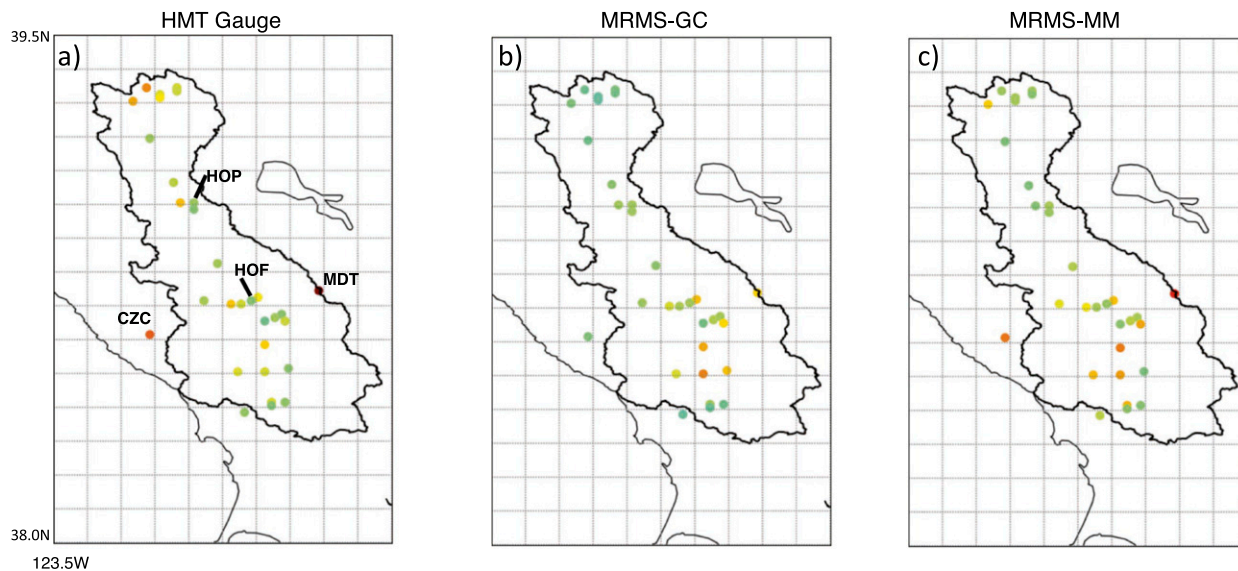 HMT Gauge
MRMS-GC
MRMS-MM
39.5N
a)
b)
c)
HOP
HOF
MDT
CZC
38.0N
123.5W